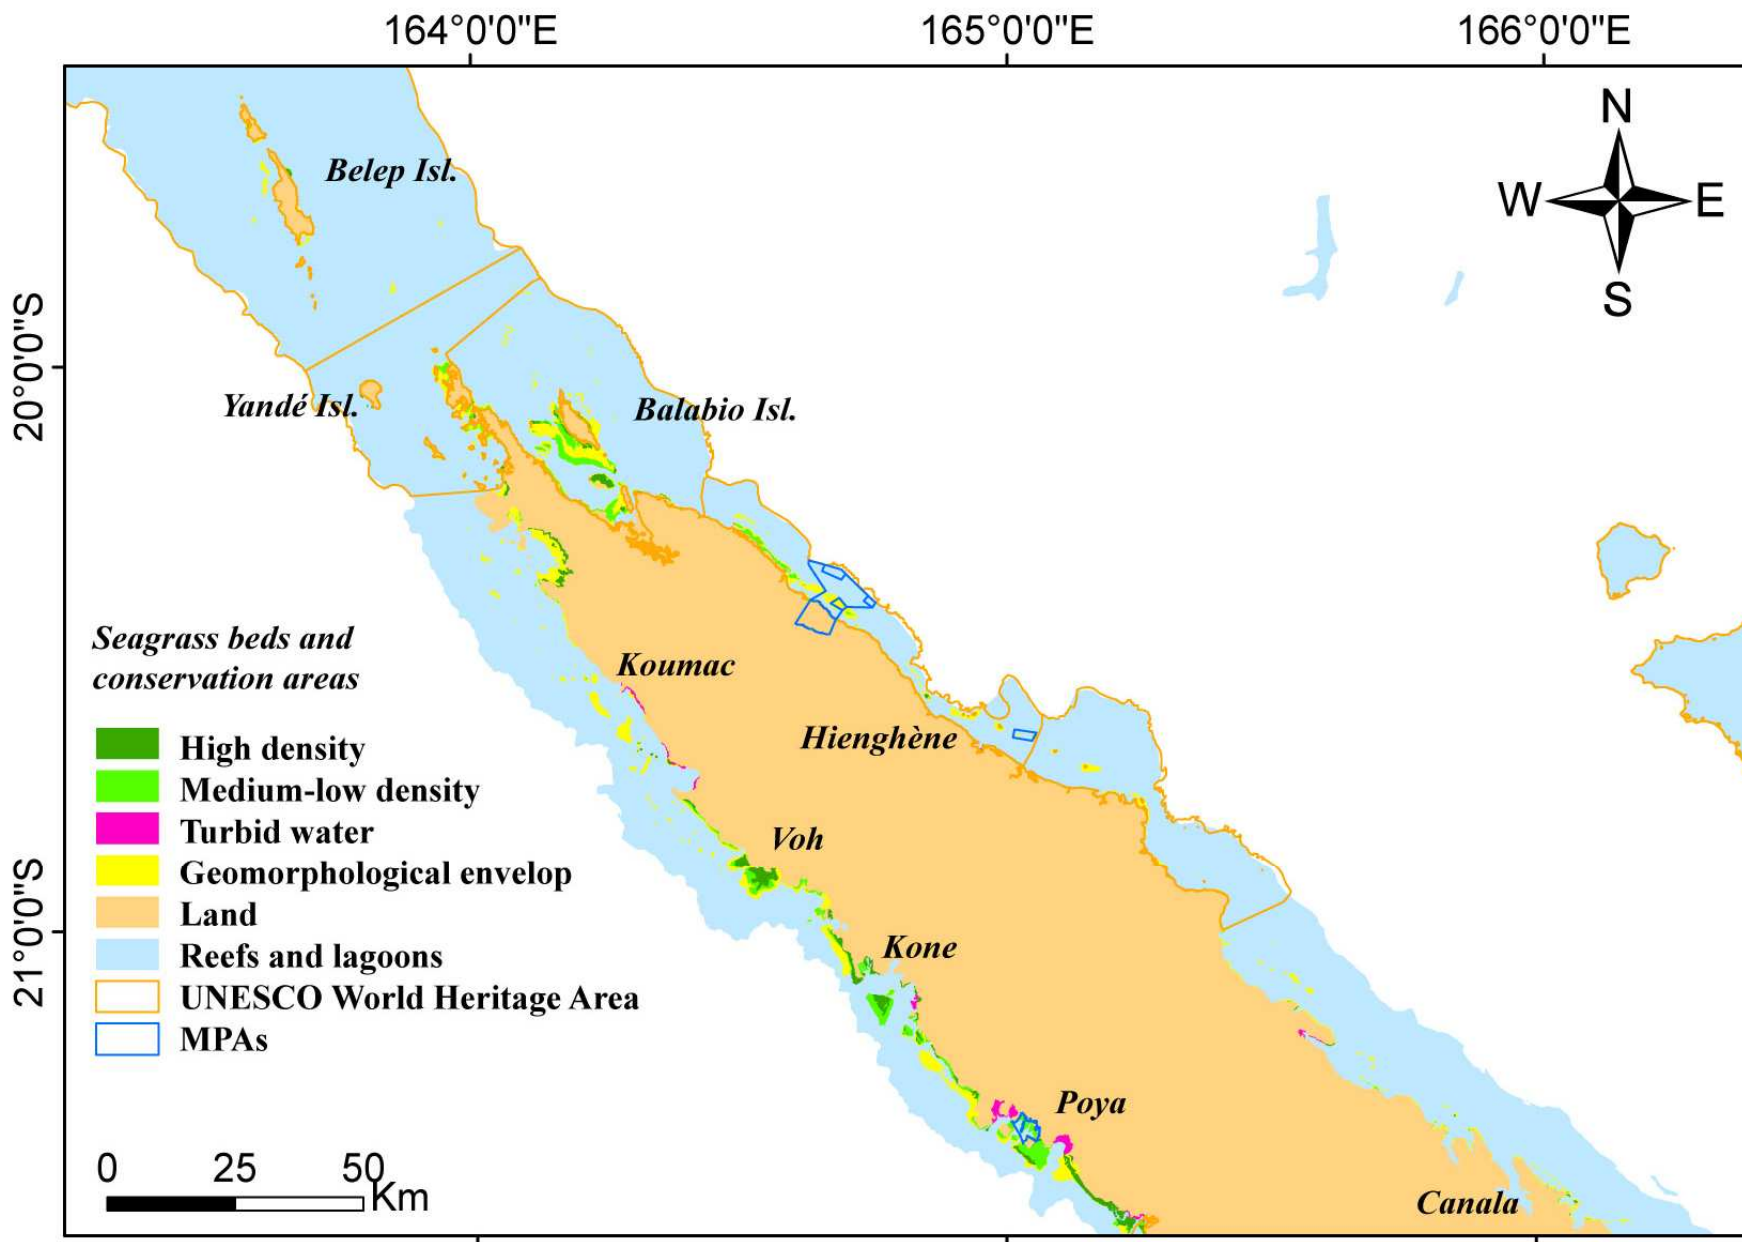 164°0'0"E 165°0'0"E 166°0'0"E
N
W E
S
Belep Isl.
20°0'0"S
Yandé Isl.
Balabio Isl.
Seagrass beds and
conservation areas
Koumac
Hienghène
High density
Medium-low density
Turbid water
Voh
Geomorphological envelop
Land
Reefs and lagoons
Kone
21°0'0"S
UNESCO World Heritage Area
MPAs
Poya
0 25 50
Km
Canala